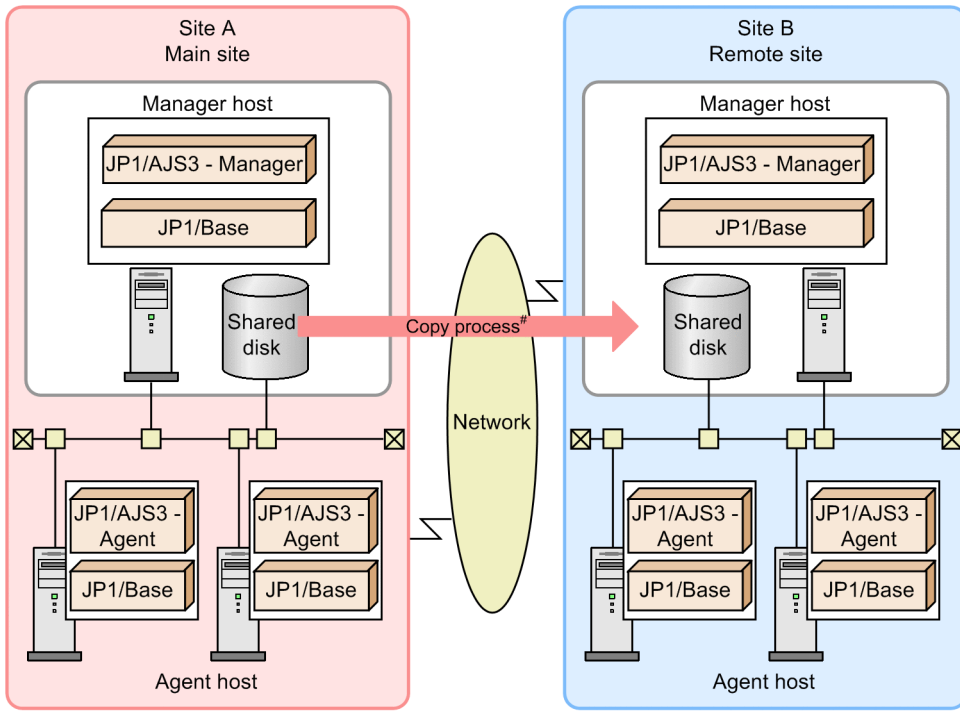 Site A
Main site
Manager host
JP1/AJS3 - Manager
JP1/Base
Shared
disk
Agent host
JP1/AJS3 -
Agent
JP1/Base
JP1/AJS3 -
Agent
JP1/Base
Copy process#
Network
Site B
Remote site
Manager host
JP1/AJS3 - Manager
JP1/Base
Shared
disk
JP1/AJS3 -
Agent
JP1/Base
JP1/AJS3 -
Agent
JP1/Base
Agent host